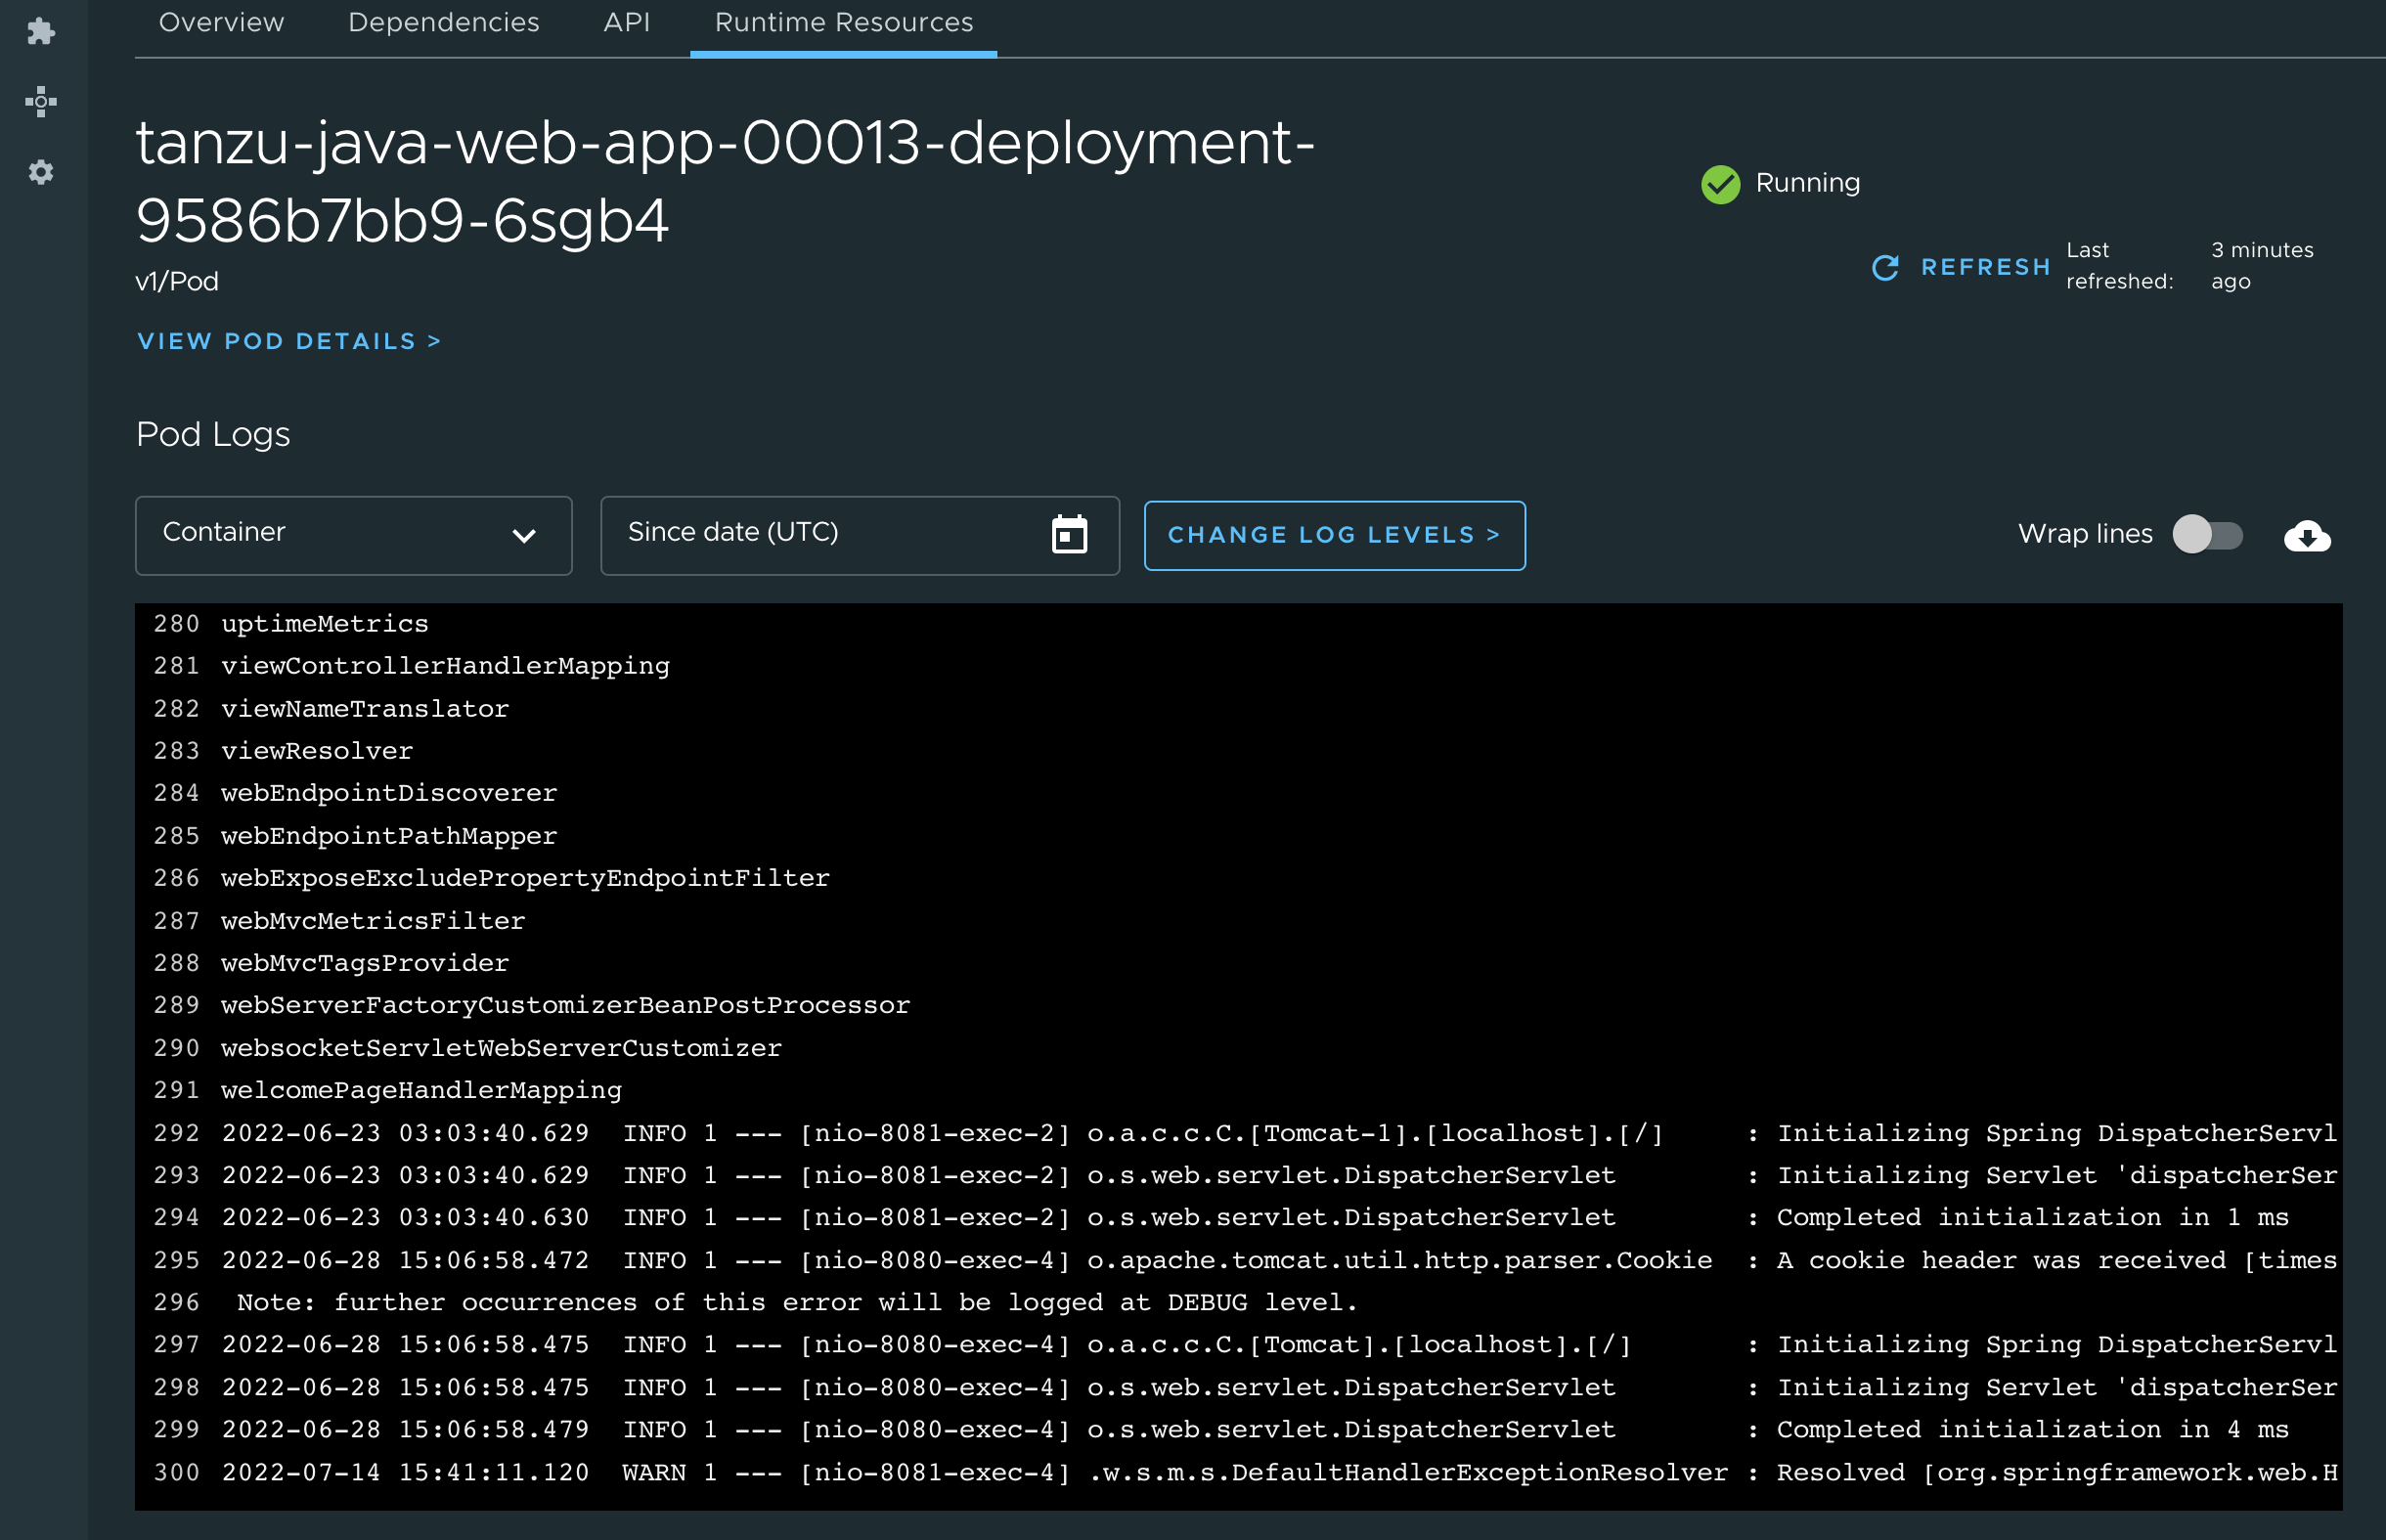 Overview Dependencies API Runtime Resources
tanzu-java-web-app-00013-deployment-
9586b7bb9-6sgb4
v1/Pod
Running
REFRESH Last refreshed: 3 minutes ago
VIEW POD DETAILS >
Pod Logs
Container Since date (UTC) CHANGE LOG LEVELS > Wrap lines
280 uptimeMetrics
281 viewControllerHandlerMapping
282 viewNameTranslator
283 viewResolver
284 webEndpointDiscoverer
285 webEndpointPathMapper
286 webExposeExcludePropertyEndpointFilter
287 webMvcMetricsFilter
288 webMvcTagsProvider
289 webServerFactoryCustomizerBeanPostProcessor
290 websocketServletWebServerCustomizer
291 welcomePageHandlerMapping
292 2022-06-23 03:03:40.629  INFO 1 --- [nio-8081-exec-2] o.a.c.c.C.[Tomcat-1].[localhost].[/]     : Initializing Spring DispatcherServl
293 2022-06-23 03:03:40.629  INFO 1 --- [nio-8081-exec-2] o.s.web.servlet.DispatcherServlet        : Initializing Servlet 'dispatcherSer
294 2022-06-23 03:03:40.630  INFO 1 --- [nio-8081-exec-2] o.s.web.servlet.DispatcherServlet        : Completed initialization in 1 ms
295 2022-06-28 15:06:58.472  INFO 1 --- [nio-8080-exec-4] o.apache.tomcat.util.http.parser.Cookie  : A cookie header was received [times
296  Note: further occurrences of this error will be logged at DEBUG level.
297 2022-06-28 15:06:58.475  INFO 1 --- [nio-8080-exec-4] o.a.c.c.C.[Tomcat].[localhost].[/]       : Initializing Spring DispatcherServl
298 2022-06-28 15:06:58.475  INFO 1 --- [nio-8080-exec-4] o.s.web.servlet.DispatcherServlet        : Initializing Servlet 'dispatcherSer
299 2022-06-28 15:06:58.479  INFO 1 --- [nio-8080-exec-4] o.s.web.servlet.DispatcherServlet        : Completed initialization in 4 ms
300 2022-07-14 15:41:11.120  WARN 1 --- [nio-8081-exec-4] .w.s.m.s.DefaultHandlerExceptionResolver : Resolved [org.springframework.web.H